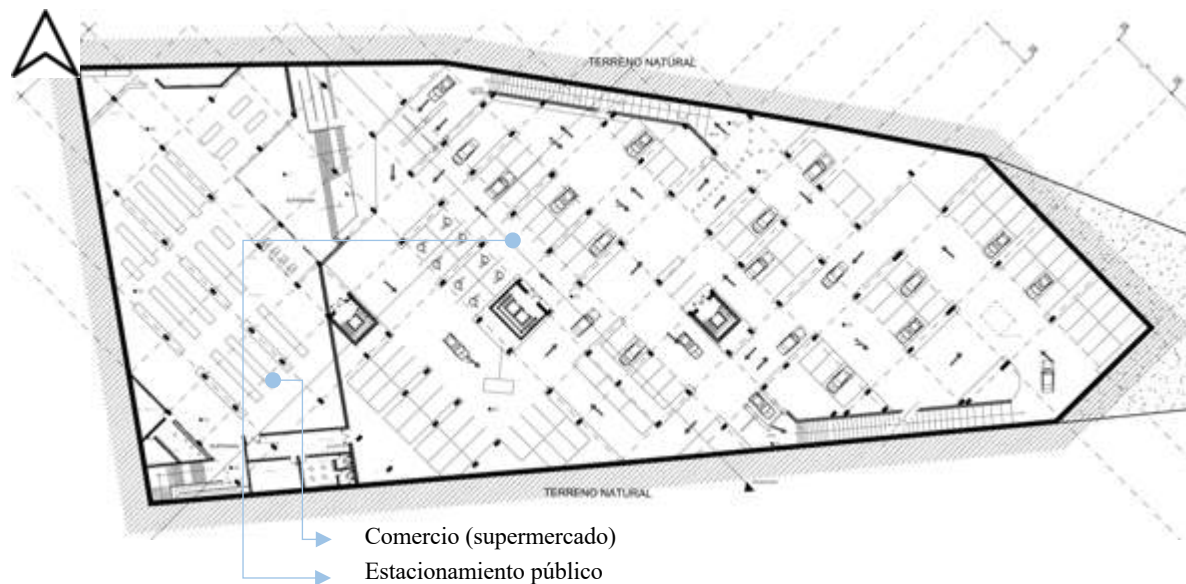 TERRENO NATURAL
TERRENO NATURAL
Comercio (supermercado)
Estacionamiento público